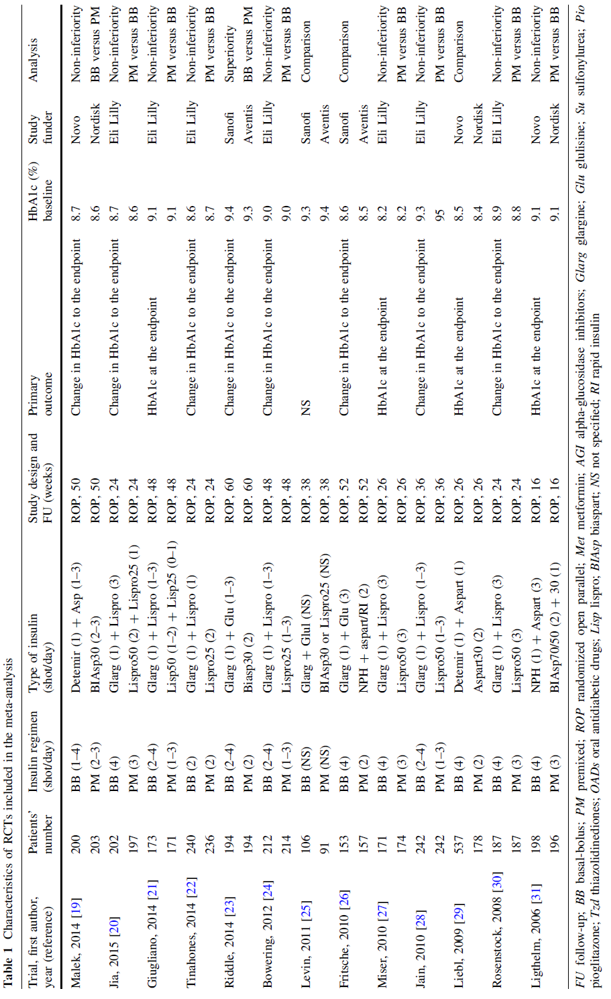 Table 1 Characteristics of RCTs included in the meta-analysis
Trial, first author, year (reference) Patients' number Insulin regimen (shot/day) Type of insulin (shot/day) Study design and FU (weeks) Primary outcome HbA1c (%) baseline Study funder Analysis
Malek, 2014 [19] 200 BB (1–4) Detemir (1) + Asp (1–3) ROP, 50 Change in HbA1c to the endpoint 8.7 Novo Non-inferiority
203 PM (2–3) BIAsp30 (2–3) ROP, 50 8.6 Nordisk BB versus PM
Jia, 2015 [20] 202 BB (4) Glarg (1) + Lispro (3) ROP, 24 Change in HbA1c to the endpoint 8.7 Eli Lilly Non-inferiority
197 PM (3) Lispro50 (2) + Lispro25 (1) ROP, 24 8.6 PM versus BB
Giugliano, 2014 [21] 173 BB (2–4) Glarg (1) + Lispro (1–3) ROP, 48 HbA1c at the endpoint 9.1 Eli Lilly Non-inferiority
171 PM (1–3) Lisp50 (1–2) + Lisp25 (0–1) ROP, 48 9.1 PM versus BB
Tinahones, 2014 [22] 240 BB (2) Glarg (1) + Lispro (1) ROP, 24 Change in HbA1c to the endpoint 8.6 Eli Lilly Non-inferiority
236 PM (2) Lispro25 (2) ROP, 24 8.7 PM versus BB
Riddle, 2014 [23] 194 BB (2–4) Glarg (1) + Glu (1–3) ROP, 60 Change in HbA1c to the endpoint 9.4 Sanofi Superiority
194 PM (2) Biasp30 (2) ROP, 60 9.3 Aventis BB versus PM
Bowering, 2012 [24] 212 BB (2–4) Glarg (1) + Lispro (1–3) ROP, 48 Change in HbA1c to the endpoint 9.0 Eli Lilly Non-inferiority
214 PM (1–3) Lispro25 (1–3) ROP, 48 9.0 PM versus BB
Levin, 2011 [25] 106 BB (NS) Glarg + Glul (NS) ROP, 38 NS 9.3 Sanofi Comparison
91 PM (NS) BIAsp30 or Lispro25 (NS) ROP, 38 9.4 Aventis
Fritsche, 2010 [26] 153 BB (4) Glarg (1) + Glu (3) ROP, 52 Change in HbA1c to the endpoint 8.6 Sanofi Comparison
157 PM (2) NPH + aspart/RI (2) ROP, 52 8.5 Aventis
Miser, 2010 [27] 171 BB (4) Glarg (1) + Lispro (3) ROP, 26 HbA1c at the endpoint 8.2 Eli Lilly Non-inferiority
174 PM (3) Lispro50 (3) ROP, 26 8.2 PM versus BB
Jain, 2010 [28] 242 BB (2–4) Glarg (1) + Lispro (1–3) ROP, 36 Change in HbA1c to the endpoint 9.3 Eli Lilly Non-inferiority
242 PM (1–3) Lispro50 (1–3) ROP, 36 95 PM versus BB
Liebl, 2009 [29] 537 BB (4) Detemir (1) + Aspart (1) ROP, 26 HbA1c at the endpoint 8.5 Novo Comparison
178 PM (2) Aspart30 (2) ROP, 26 8.4 Nordisk
Rosenstock, 2008 [30] 187 BB (4) Glarg (1) + Lispro (3) ROP, 24 Change in HbA1c to the endpoint 8.9 Eli Lilly Non-inferiority
187 PM (3) Lispro50 (3) ROP, 24 8.8 PM versus BB
Ligthelm, 2006 [31] 198 BB (4) NPH (1) + Aspart (3) ROP, 16 HbA1c at the endpoint 9.1 Novo Non-inferiority
196 PM (3) BIAsp70/50 (2) + 30 (1) ROP, 16 9.1 Nordisk PM versus BB
FU follow-up; BB basal-bolus; PM premixed; ROP randomized open parallel; Met metformin; AGI alpha-glucosidase inhibitors; Glarg glargine; Glu glulisine; Su sulfonylurea; Pio
pioglitazone; Tzd thiazolidinediones; OADs oral antidiabetic drugs; Lisp lispro; BIAsp biaspart; NS not specified; RI rapid insulin